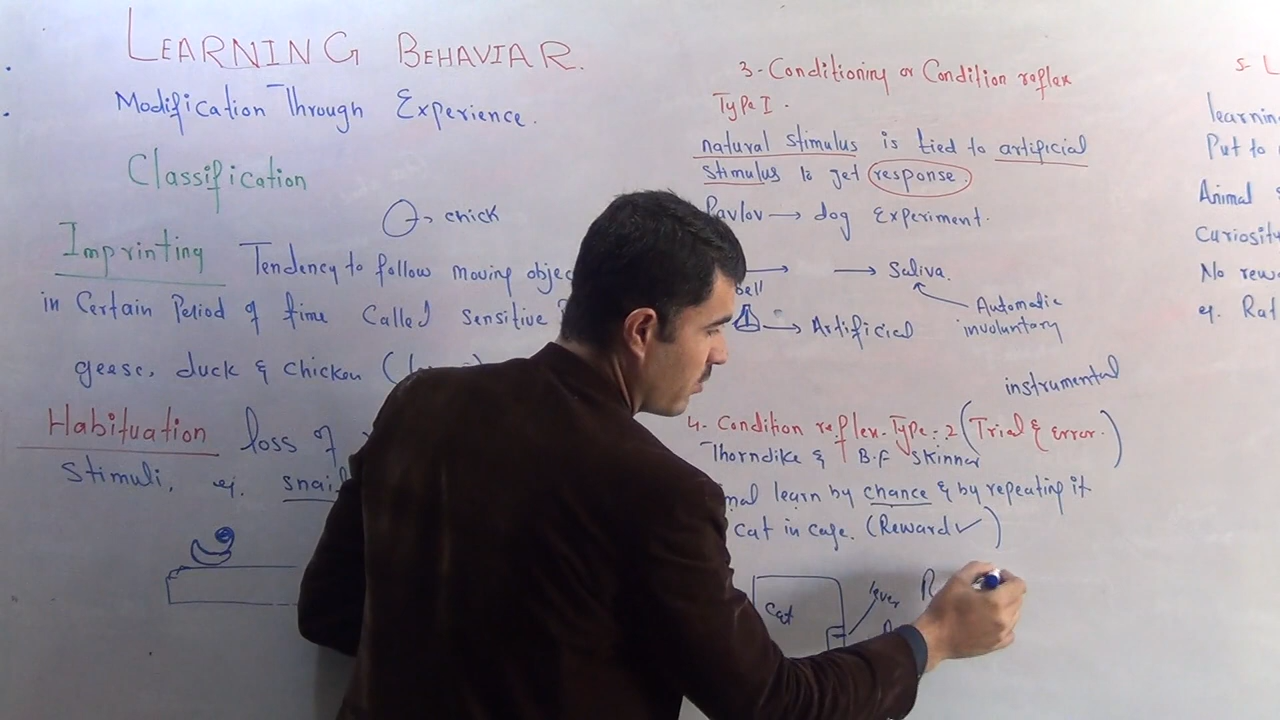 LEARNING BEHAVIAR.
Modification Through Experience.
Classification
chick
Imprinting Tendency to follow moving objec
in Certain Period of time Called Sensitive
geese, duck & chicken (
Habituation loss of
Stimuli. eg. snail
3- Conditioning or Condition reflex
Type I.
natural stimulus is tied to artificial
stimulus to get response.
Pavlov → dog Experiment.
→ → Saliva.
bell → Artificial
Automatic
involuntary
instrumental
4. Condition reflex Type-2 (Trial & Error.)
Thorndike & B.F Skinnar
mal learn by chance & by repeating it
cat in cage. (Reward ✓)
Cat
lever
R
5- L
learnin
Put to
Animal
Curiosity
No rew
eg. Rat